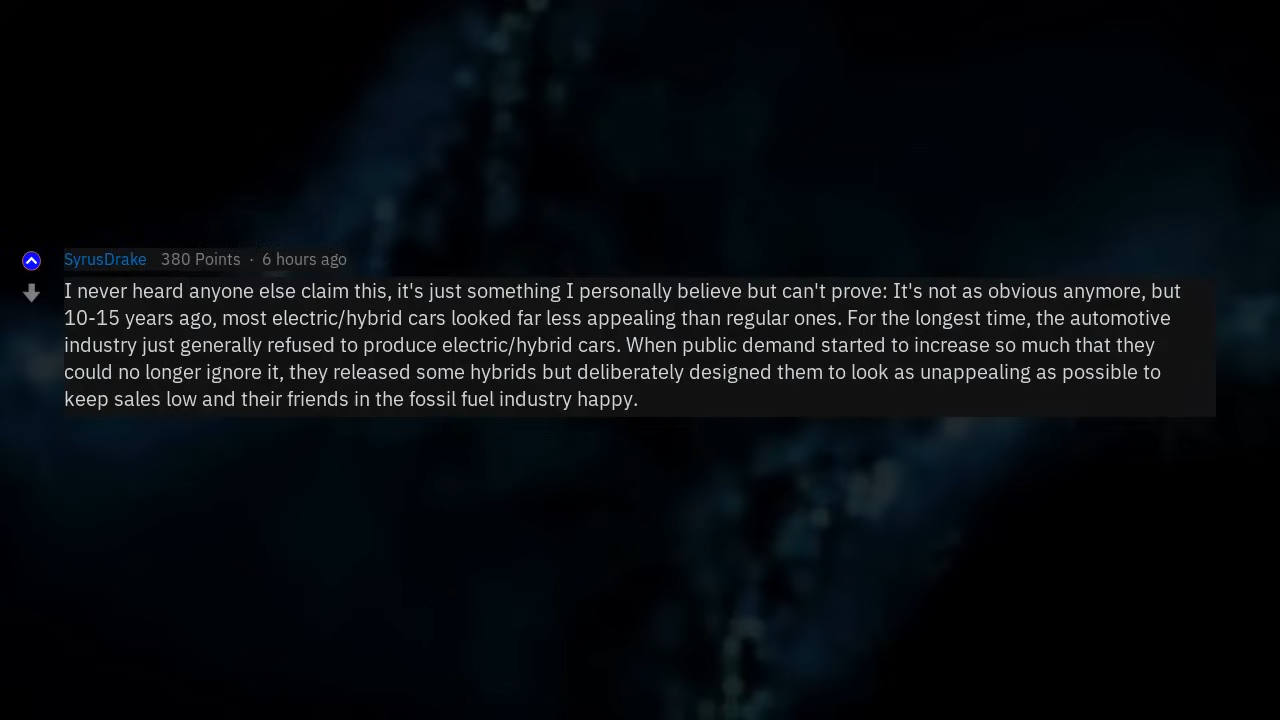 SyrusDrake 380 Points · 6 hours ago
I never heard anyone else claim this, it's just something I personally believe but can't prove: It's not as obvious anymore, but
10-15 years ago, most electric/hybrid cars looked far less appealing than regular ones. For the longest time, the automotive
industry just generally refused to produce electric/hybrid cars. When public demand started to increase so much that they
could no longer ignore it, they released some hybrids but deliberately designed them to look as unappealing as possible to
keep sales low and their friends in the fossil fuel industry happy.